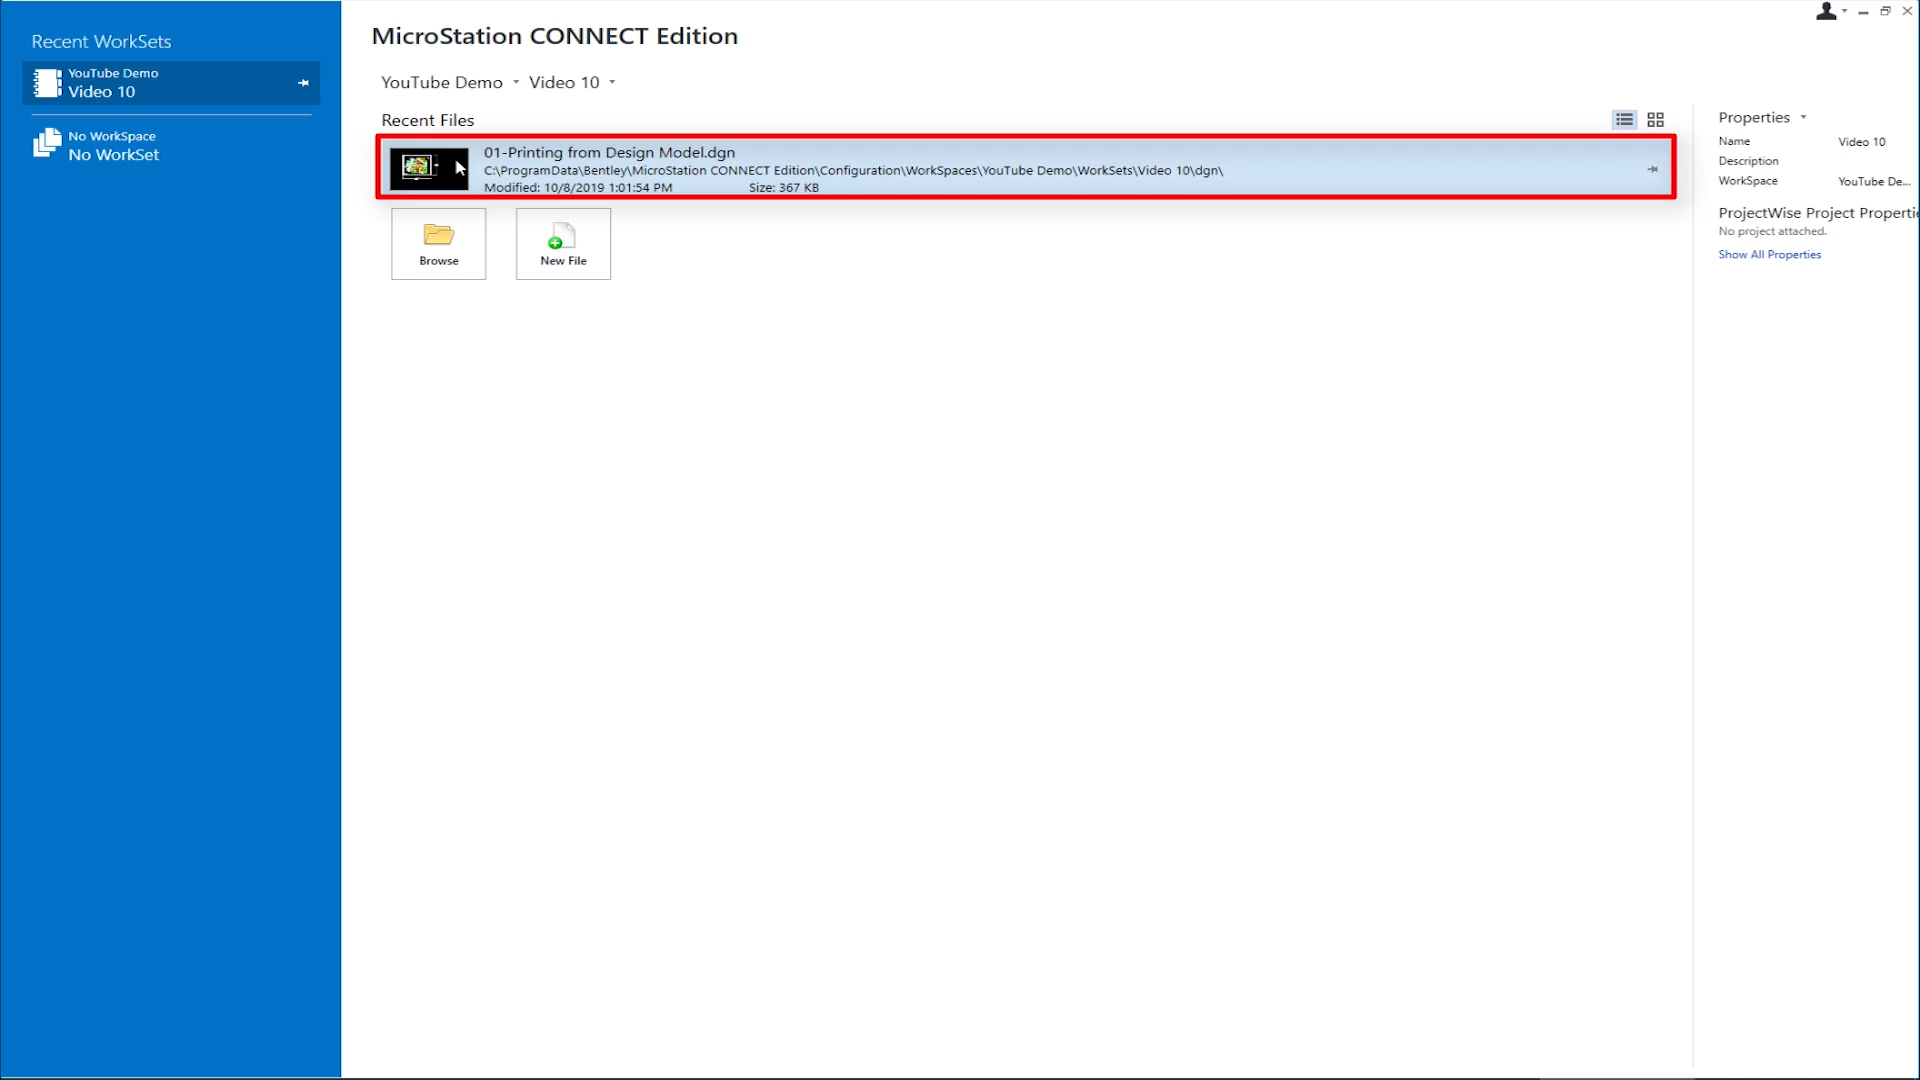 Recent WorkSets
YouTube Demo
Video 10
No WorkSpace
No WorkSet
MicroStation CONNECT Edition
YouTube Demo Video 10
Recent Files
01-Printing from Design Model.dgn
C:\ProgramData\Bentley\MicroStation CONNECT Edition\Configuration\WorkSpaces\YouTube Demo\WorkSets\Video 10\dgn\
Modified: 10/8/2019 1:01:54 PM Size: 367 KB
Browse
New File
Properties
Name Video 10
Description
WorkSpace YouTube De...
ProjectWise Project Properti
No project attached.
Show All Properties